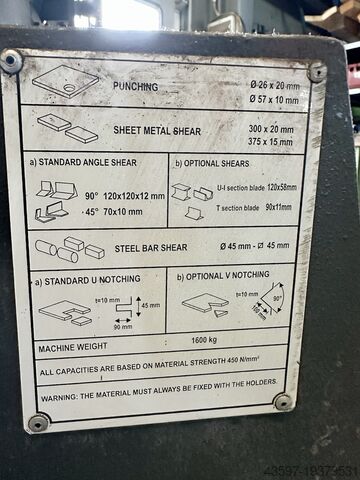 PUNCHING Ø 26 x 20 mm
Ø 57 x 10 mm
SHEET METAL SHEAR 300 x 20 mm
375 x 15 mm
a) STANDARD ANGLE SHEAR b) OPTIONAL SHEARS
90° 120x120x12 mm
45° 70x10 mm
U-I section blade 120x58mm
T section blade 90x11mm
STEEL BAR SHEAR Ø 45 mm - ⌀ 45 mm
a) STANDARD U NOTCHING b) OPTIONAL V NOTCHING
t=10 mm 45 mm
90 mm
t=10 mm 90°
100 mm
MACHINE WEIGHT : 1600 kg
ALL CAPACITIES ARE BASED ON MATERIAL STRENGTH 450 N/mm²
WARNING: THE MATERIAL MUST ALWAYS BE FIXED WITH THE HOLDERS.
43597-19379531